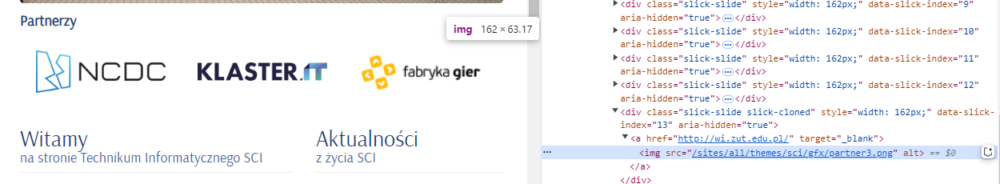 Partnerzy
img 162 × 63.17
NCDC
KLASTER.IT
fabryka gier
Witamy
na stronie Technikum Informatycznego SCI
Aktualności
z życia SCI
<div class="slick-slide" style="width: 162px;" data-slick-index="9"
aria-hidden="true">…</div>
<div class="slick-slide" style="width: 162px;" data-slick-index="10"
aria-hidden="true">…</div>
<div class="slick-slide" style="width: 162px;" data-slick-index="11"
aria-hidden="true">…</div>
<div class="slick-slide" style="width: 162px;" data-slick-index="12"
aria-hidden="true">…</div>
<div class="slick-slide slick-cloned" style="width: 162px;" data-slick-
index="13" aria-hidden="true">
<a href="http://wi.zut.edu.pl/" target="_blank">
… <img src="/sites/all/themes/sci/gfx/partner3.png" alt> == $0
</a>
</div>